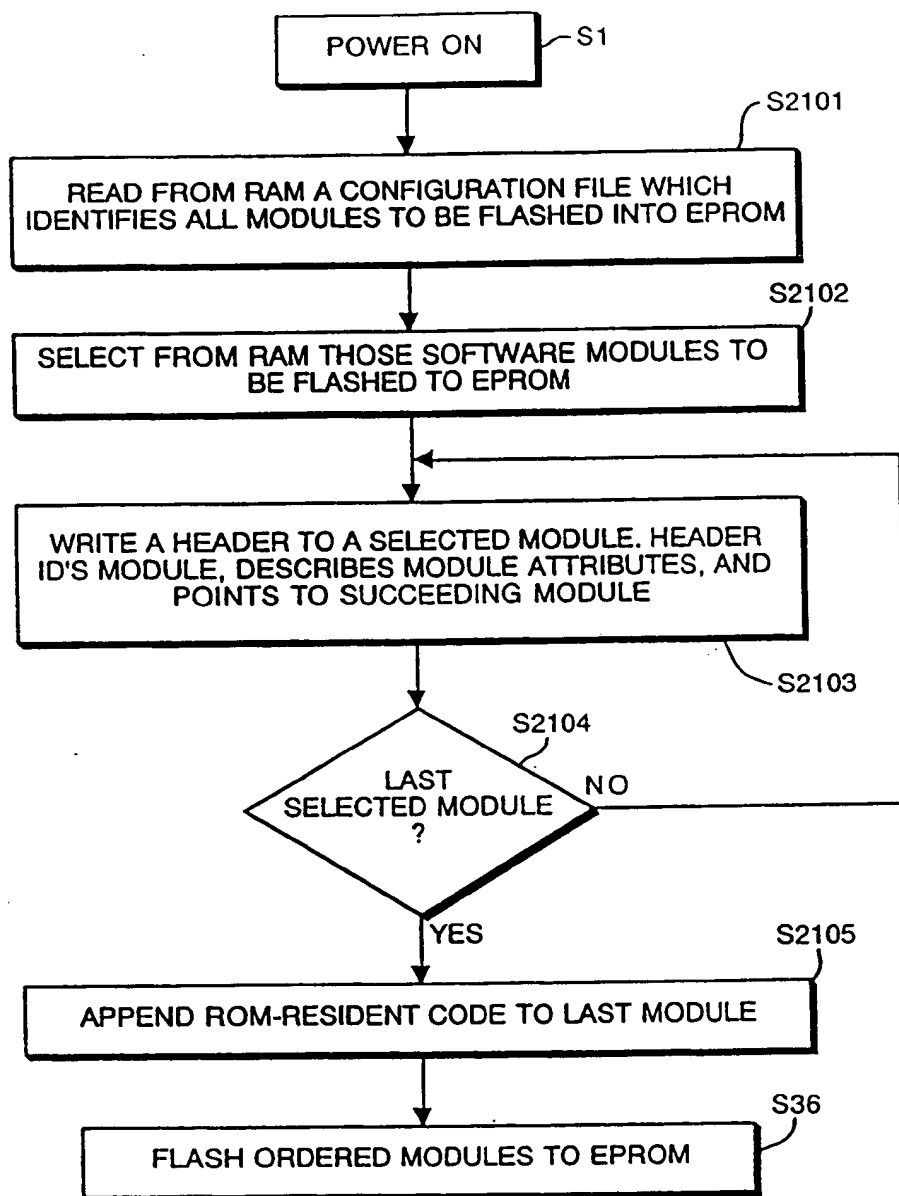 POWER ON
S1
S2101
READ FROM RAM A CONFIGURATION FILE WHICH
IDENTIFIES ALL MODULES TO BE FLASHED INTO EPROM
S2102
SELECT FROM RAM THOSE SOFTWARE MODULES TO
BE FLASHED TO EPROM
WRITE A HEADER TO A SELECTED MODULE. HEADER
ID'S MODULE, DESCRIBES MODULE ATTRIBUTES, AND
POINTS TO SUCCEEDING MODULE
S2103
S2104
LAST
SELECTED MODULE
?
NO
YES
S2105
APPEND ROM-RESIDENT CODE TO LAST MODULE
S36
FLASH ORDERED MODULES TO EPROM